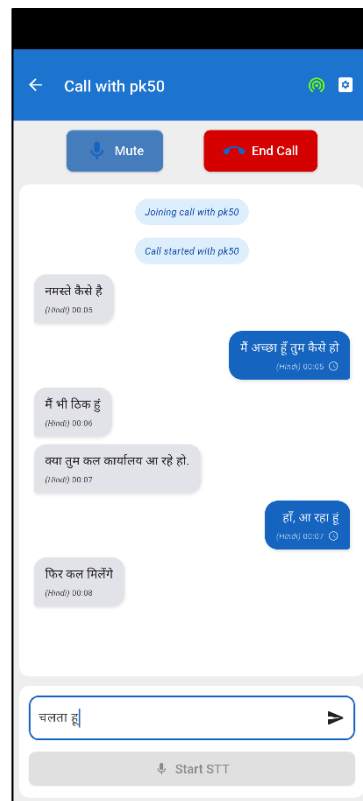 Call with pk50
Mute
End Call
Joining call with pk50
Call started with pk50
नमस्ते कैसे है
(Hindi) 00:05
मैं अच्छा हूँ तुम कैसे हो
(Hindi) 00:05
मैं भी ठिक हुं
(Hindi) 00:06
क्या तुम कल कार्यालय आ रहे हो.
(Hindi) 00:07
हाँ, आ रहा हूं
(Hindi) 00:07
फिर कल मिलेंगे
(Hindi) 00:08
चलता हू
Start STT